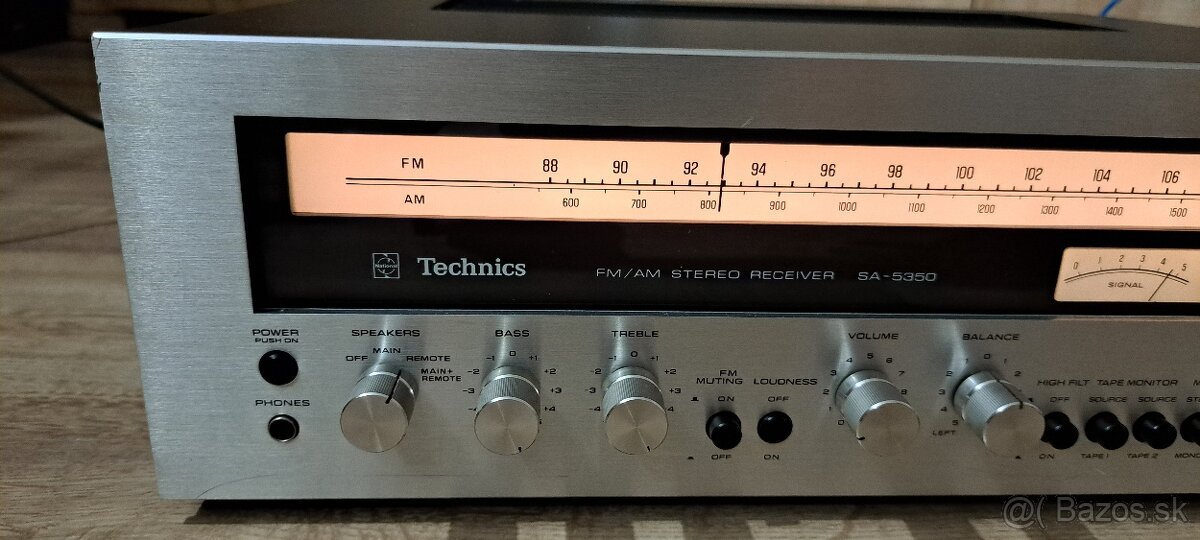 FM 88 90 92 94 96 98 100 102 104 106
AM 600 700 800 900 1000 1100 1200 1300 1400 1500
National Technics FM/AM STEREO RECEIVER SA-5350
0 1 2 3 4 5
SIGNAL
POWER
PUSH ON
SPEAKERS
OFF MAIN REMOTE
MAIN+
REMOTE
BASS
-1 0 +1
-2 +2
-3 +3
-4 +4
TREBLE
-1 0 +1
-2 +2
-3 +3
-4 +4
VOLUME
4 5 6
3 7
2 8
1
0
BALANCE
1 0 1
2 2
3 3
4
5
LEFT
PHONES
FM
MUTING
ON
OFF
LOUDNESS
OFF
ON
HIGH FILT
OFF
ON
TAPE MONITOR
SOURCE SOURCE
TAPE 1 TAPE 2
MONO
@( Bazos.sk